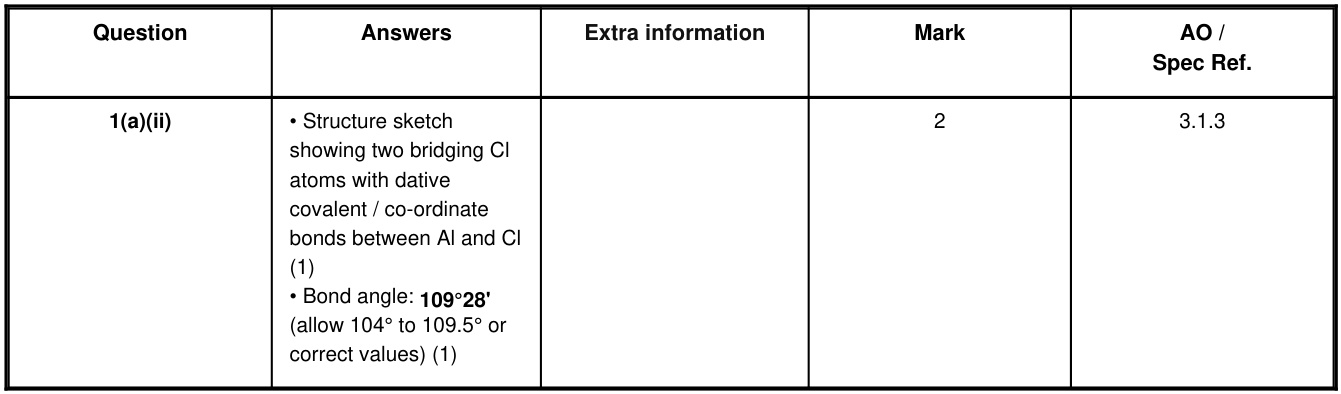 Question Answers Extra information Mark AO /
Spec Ref.
1(a)(ii) • Structure sketch 2 3.1.3
showing two bridging Cl
atoms with dative
covalent / co-ordinate
bonds between Al and Cl
(1)
• Bond angle: 109°28'
(allow 104° to 109.5° or
correct values) (1)